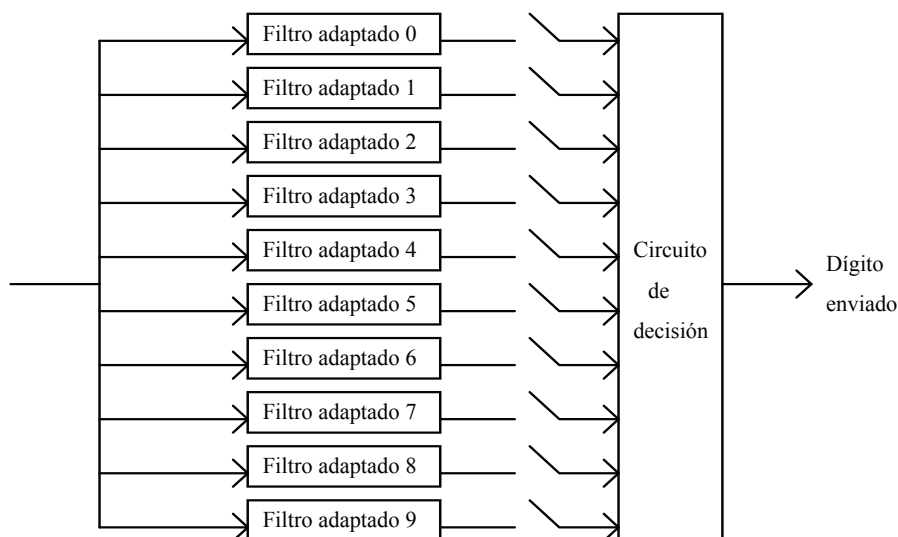 Filtro adaptado 0
Filtro adaptado 1
Filtro adaptado 2
Filtro adaptado 3
Filtro adaptado 4
Filtro adaptado 5
Filtro adaptado 6
Filtro adaptado 7
Filtro adaptado 8
Filtro adaptado 9
Circuito
de
decisión
Dígito
enviado